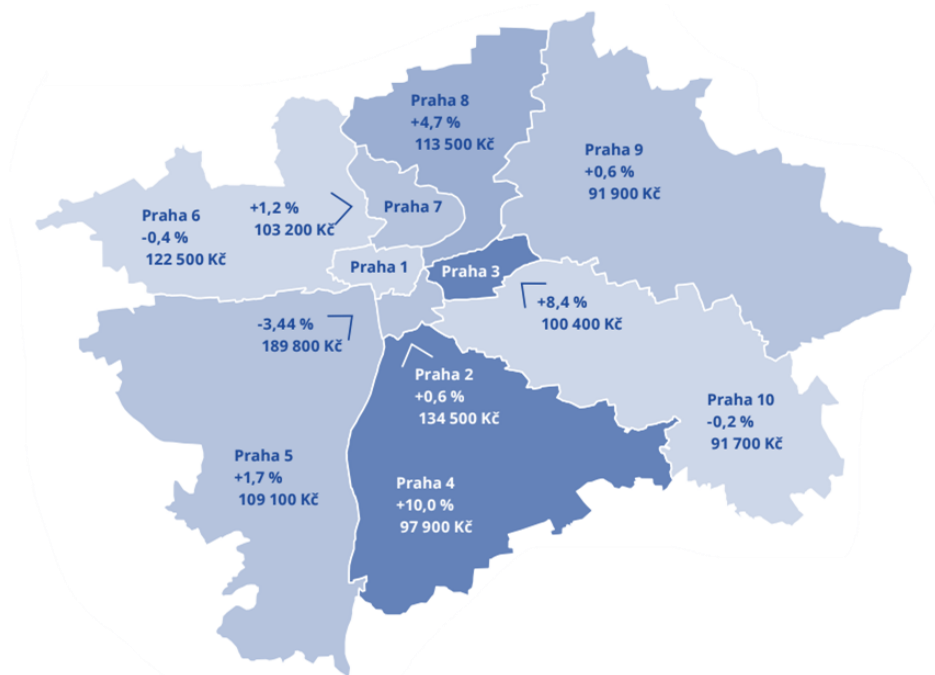 Praha 8
+4,7 %
113 500 Kč
Praha 9
+0,6 %
91 900 Kč
Praha 6
-0,4 %
122 500 Kč
+1,2 %
103 200 Kč
Praha 7
Praha 1
Praha 3
+8,4 %
100 400 Kč
-3,44 %
189 800 Kč
Praha 2
+0,6 %
134 500 Kč
Praha 10
-0,2 %
91 700 Kč
Praha 5
+1,7 %
109 100 Kč
Praha 4
+10,0 %
97 900 Kč